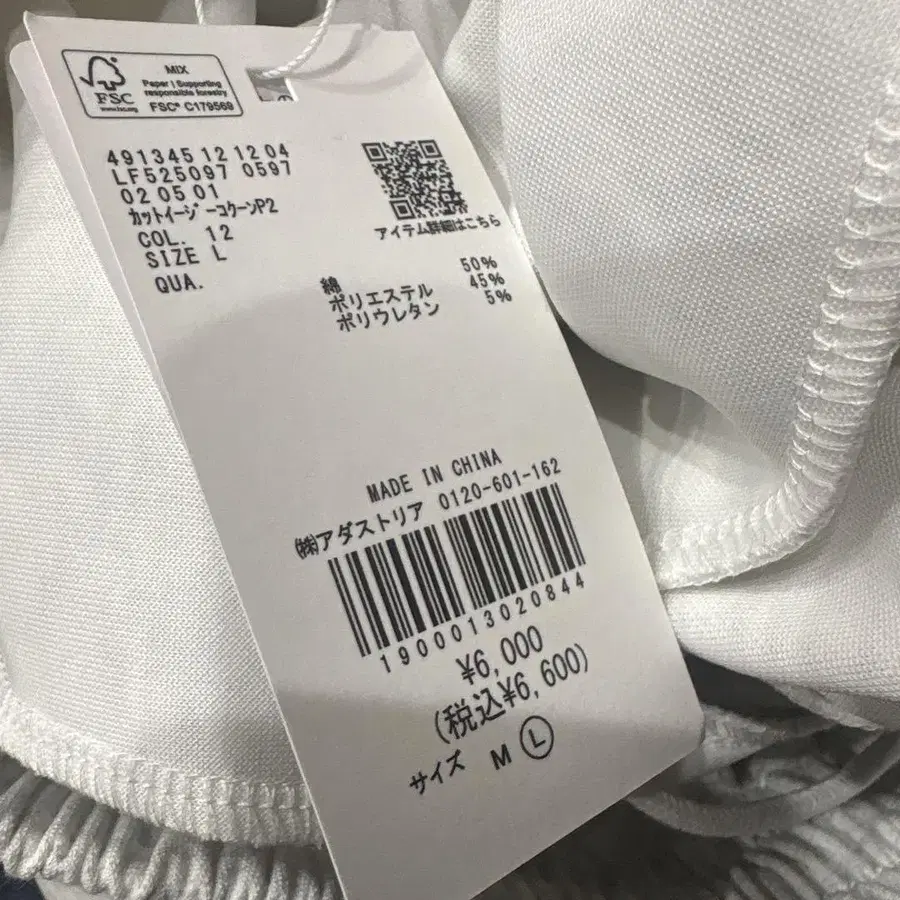 MIX
Paper | Supporting
responsible forestry
FSC
www.fsc.org
FSC® C179569
491345 12 12 04
LF525097 0597
02 05 01
カットイージーコクーンP2
COL. 12
SIZE L
QUA.
アイテム詳細はこちら
綿 50%
ポリエステル 45%
ポリウレタン 5%
MADE IN CHINA
㈱アダストリア 0120-601-162
1900013020844
¥6,000
(税込¥6,600)
サイズ M L